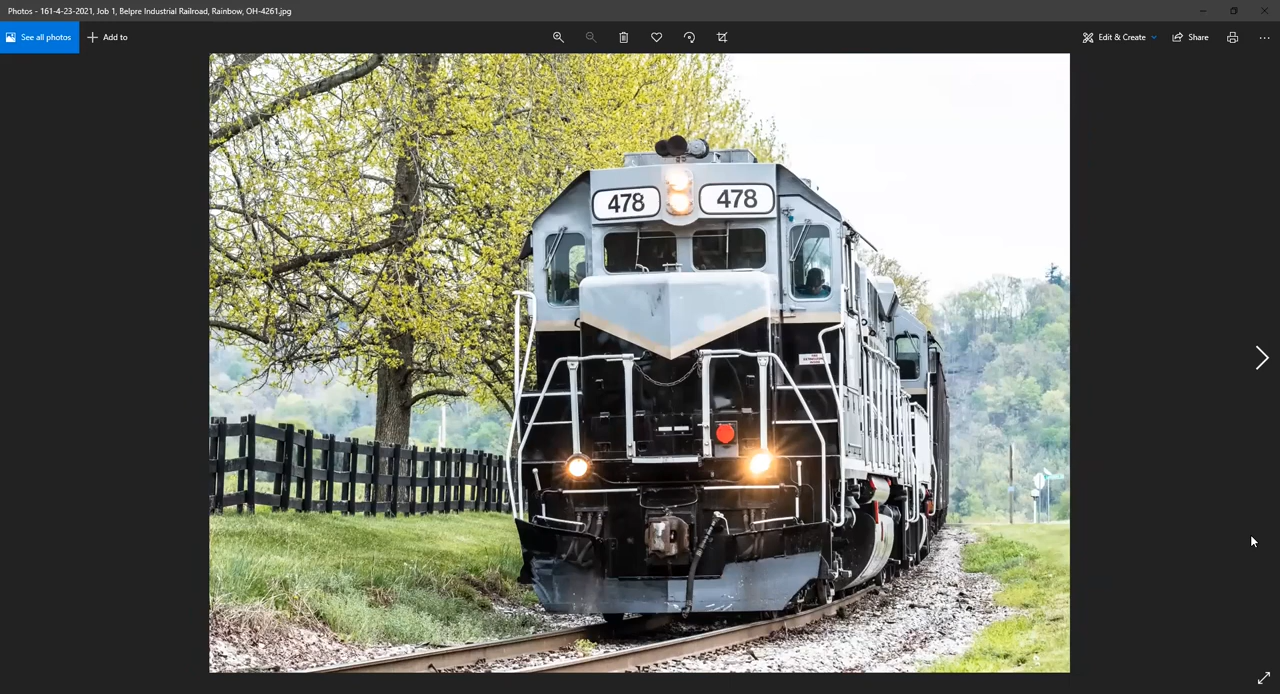 Photos - 161-4-23-2021, Job 1, Belpre Industrial Railroad, Rainbow, OH-4261.jpg
See all photos
Add to
Edit & Create
Share
478
478